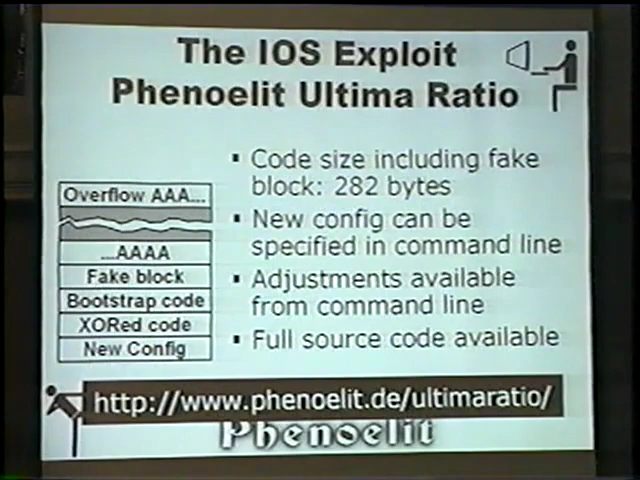 The IOS Exploit
Phenoelit Ultima Ratio
▪ Code size including fake
block: 282 bytes
▪ New config can be
specified in command line
▪ Adjustments available
from command line
▪ Full source code available
Overflow AAA...
...AAAA
Fake block
Bootstrap code
XORed code
New Config
http://www.phenoelit.de/ultimaratio/
Phenoelit